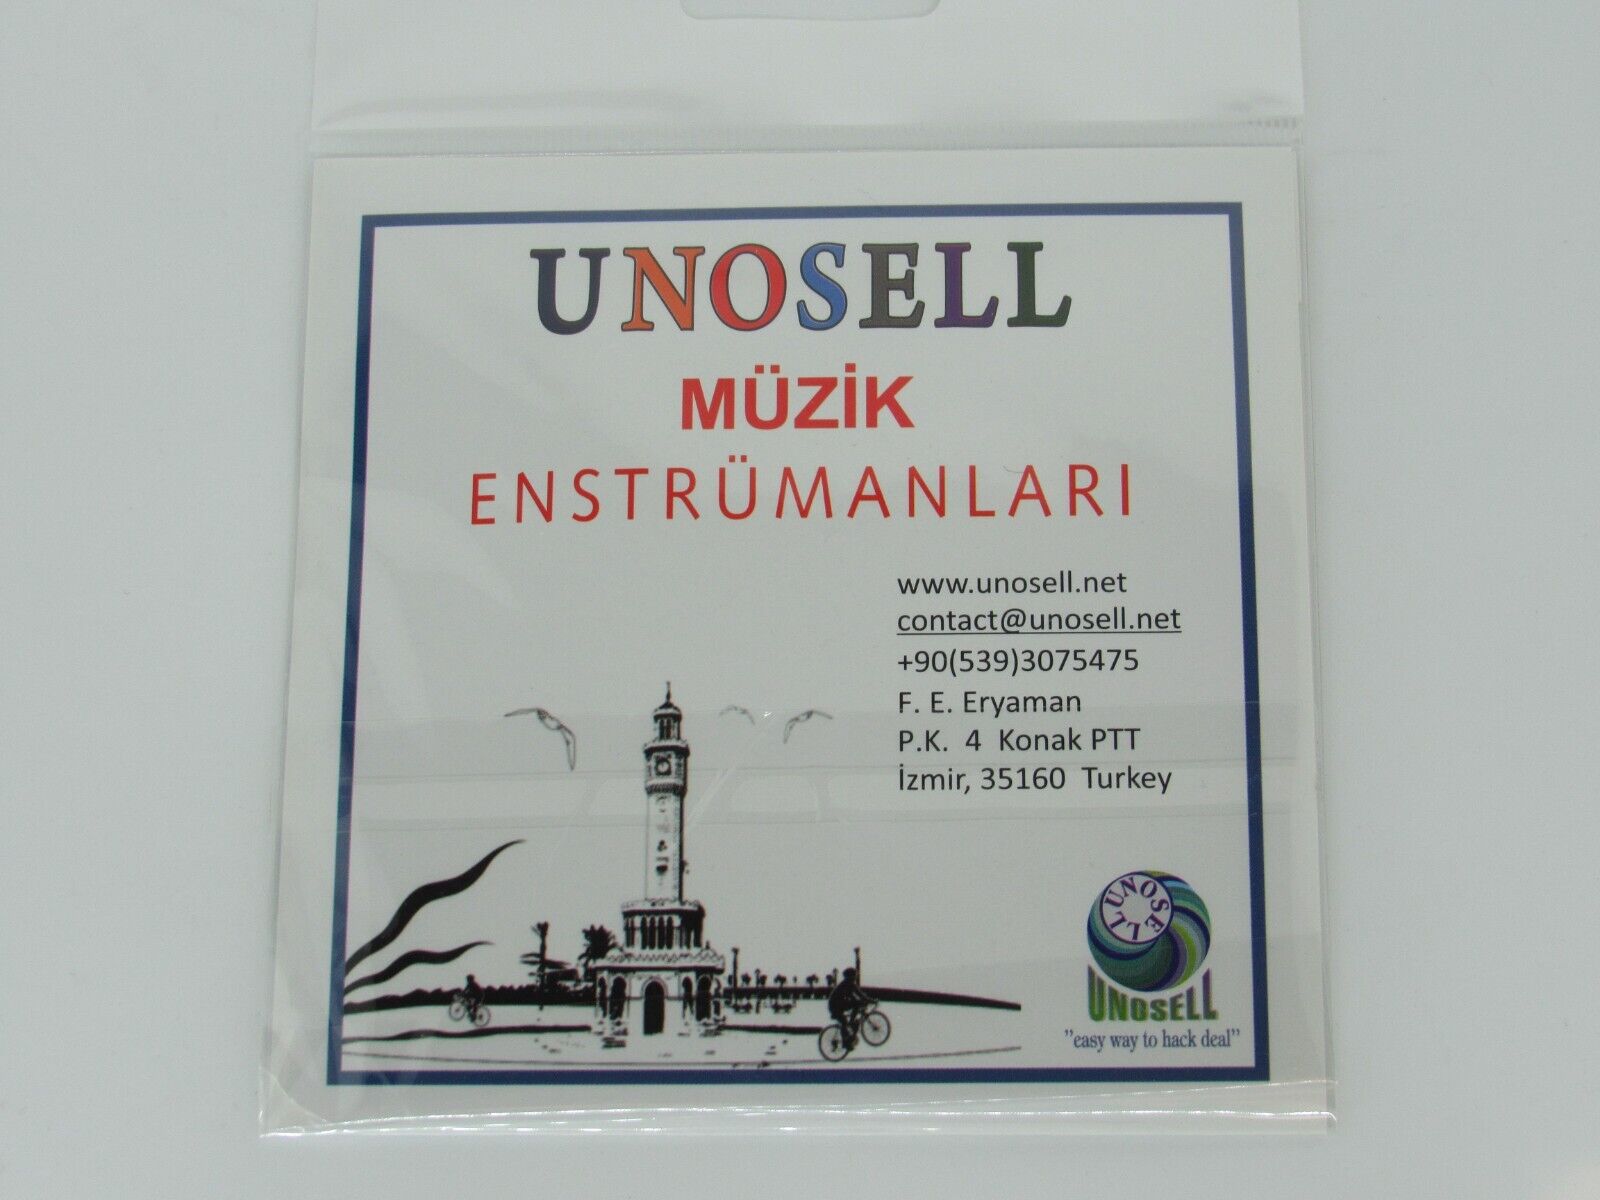 UNOSELL
MÜZİK
ENSTRÜMANLARI
www.unosell.net
contact@unosell.net
+90(539)3075475
F. E. Eryaman
P.K. 4 Konak PTT
İzmir, 35160 Turkey
UNOSELL
UNOSELL
"easy way to hack deal"